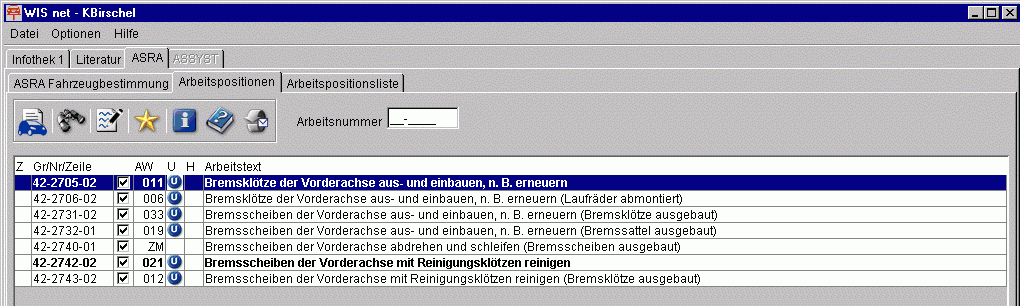 WIS net - KBirschel
Datei Optionen Hilfe
Infothek 1 Literatur ASRA ASSYST
ASRA Fahrzeugbestimmung Arbeitspositionen Arbeitspositionsliste
Arbeitsnummer __-____
Z Gr/Nr/Zeile AW U H Arbeitstext
42-2705-02 011 U Bremsklötze der Vorderachse aus- und einbauen, n. B. erneuern
42-2706-02 006 U Bremsklötze der Vorderachse aus- und einbauen, n. B. erneuern (Laufräder abmontiert)
42-2731-02 033 U Bremsscheiben der Vorderachse aus- und einbauen, n. B. erneuern (Bremsklötze ausgebaut)
42-2732-01 019 U Bremsscheiben der Vorderachse aus- und einbauen, n. B. erneuern (Bremssattel ausgebaut)
42-2740-01 ZM Bremsscheiben der Vorderachse abdrehen und schleifen (Bremsscheiben ausgebaut)
42-2742-02 021 U Bremsscheiben der Vorderachse mit Reinigungsklötzen reinigen
42-2743-02 012 U Bremsscheiben der Vorderachse mit Reinigungsklötzen reinigen (Bremsklötze ausgebaut)